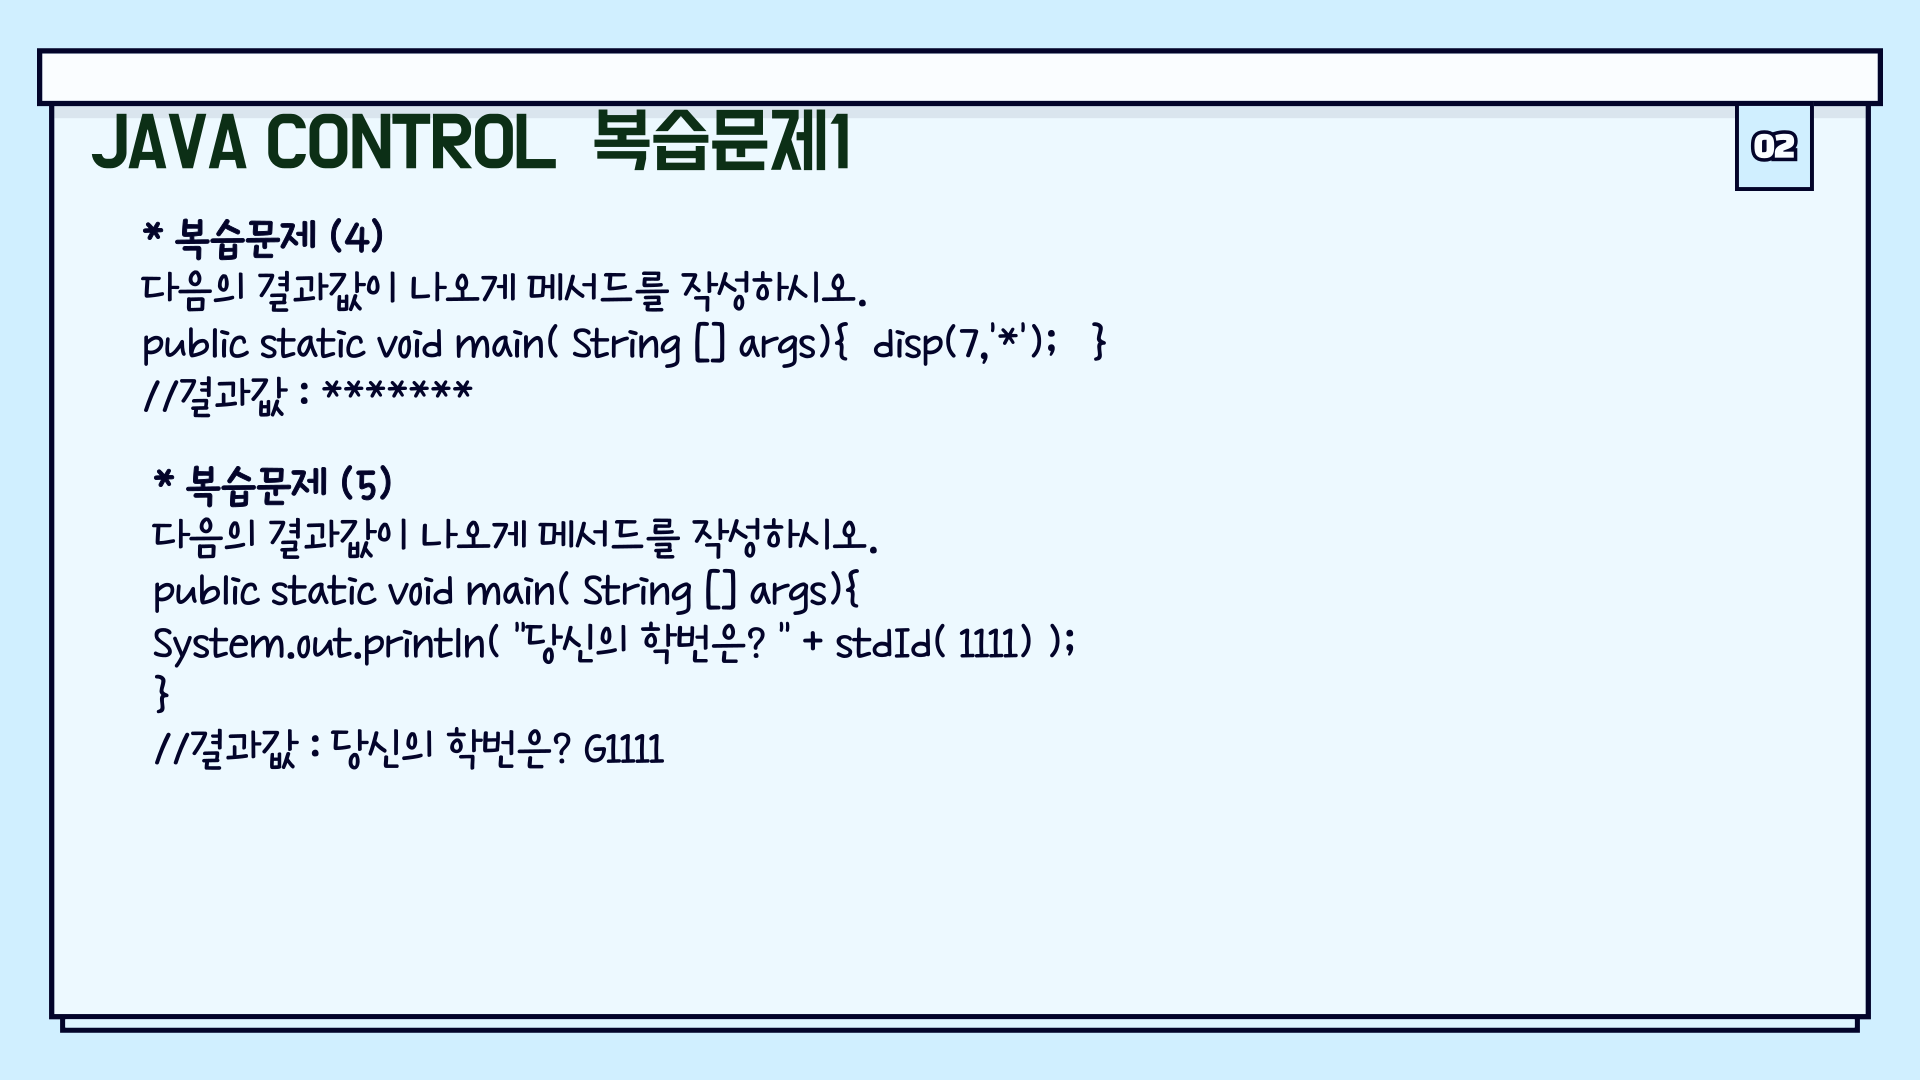 JAVA CONTROL 복습문제1
02
* 복습문제 (4)
다음의 결과값이 나오게 메서드를 작성하시오.
public static void main( String [] args){ disp(7,'*'); }
//결과값 : *******
* 복습문제 (5)
다음의 결과값이 나오게 메서드를 작성하시오.
public static void main( String [] args){
System.out.println( "당신의 학번은? " + stdId( 1111) );
}
//결과값 : 당신의 학번은? G1111